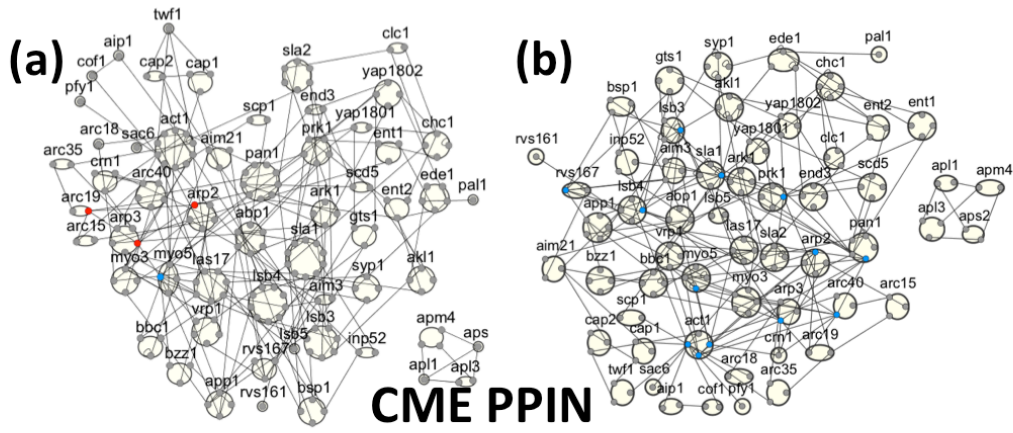 (a)
twf1
aip1
cof1
cap2
cap1
pfy1
sla2
clc1
yap1802
end3
scp1
yap1801
act1
arc18
sac6
aim21
prk1
ent1
chc1
arc35
crn1
arc40
pan1
scd5
ede1
pal1
arc19
arp2
ark1
ent2
arc15
arp3
abp1
gts1
sla1
myo3
myo5
las17
lsb4
aim3
syp1
akl1
vrp1
lsb3
bbc1
lsb5
inp52
bzz1
rvs167
app1
rvs161
bsp1
apm4
aps
apl1
apl3
(b)
syp1
ede1
pal1
gts1
chc1
akl1
bsp1
lsb3
yap1802
ent2
ent1
yap1801
rvs161
inp52
aim3
sla1
ark1
clc1
rvs167
prk1
end3
scd5
lsb4
abp1
lsb5
app1
pan1
apl1
apm4
apl3
aps2
vrp1
las17
sla2
arp2
aim21
bzz1
bbc1
myo5
myo3
arp3
arc40
arc15
scp1
cap2
cap1
act1
crn1
arc19
arc18
twf1
sac6
arc35
aip1
cof1
pfy1
CME PPIN